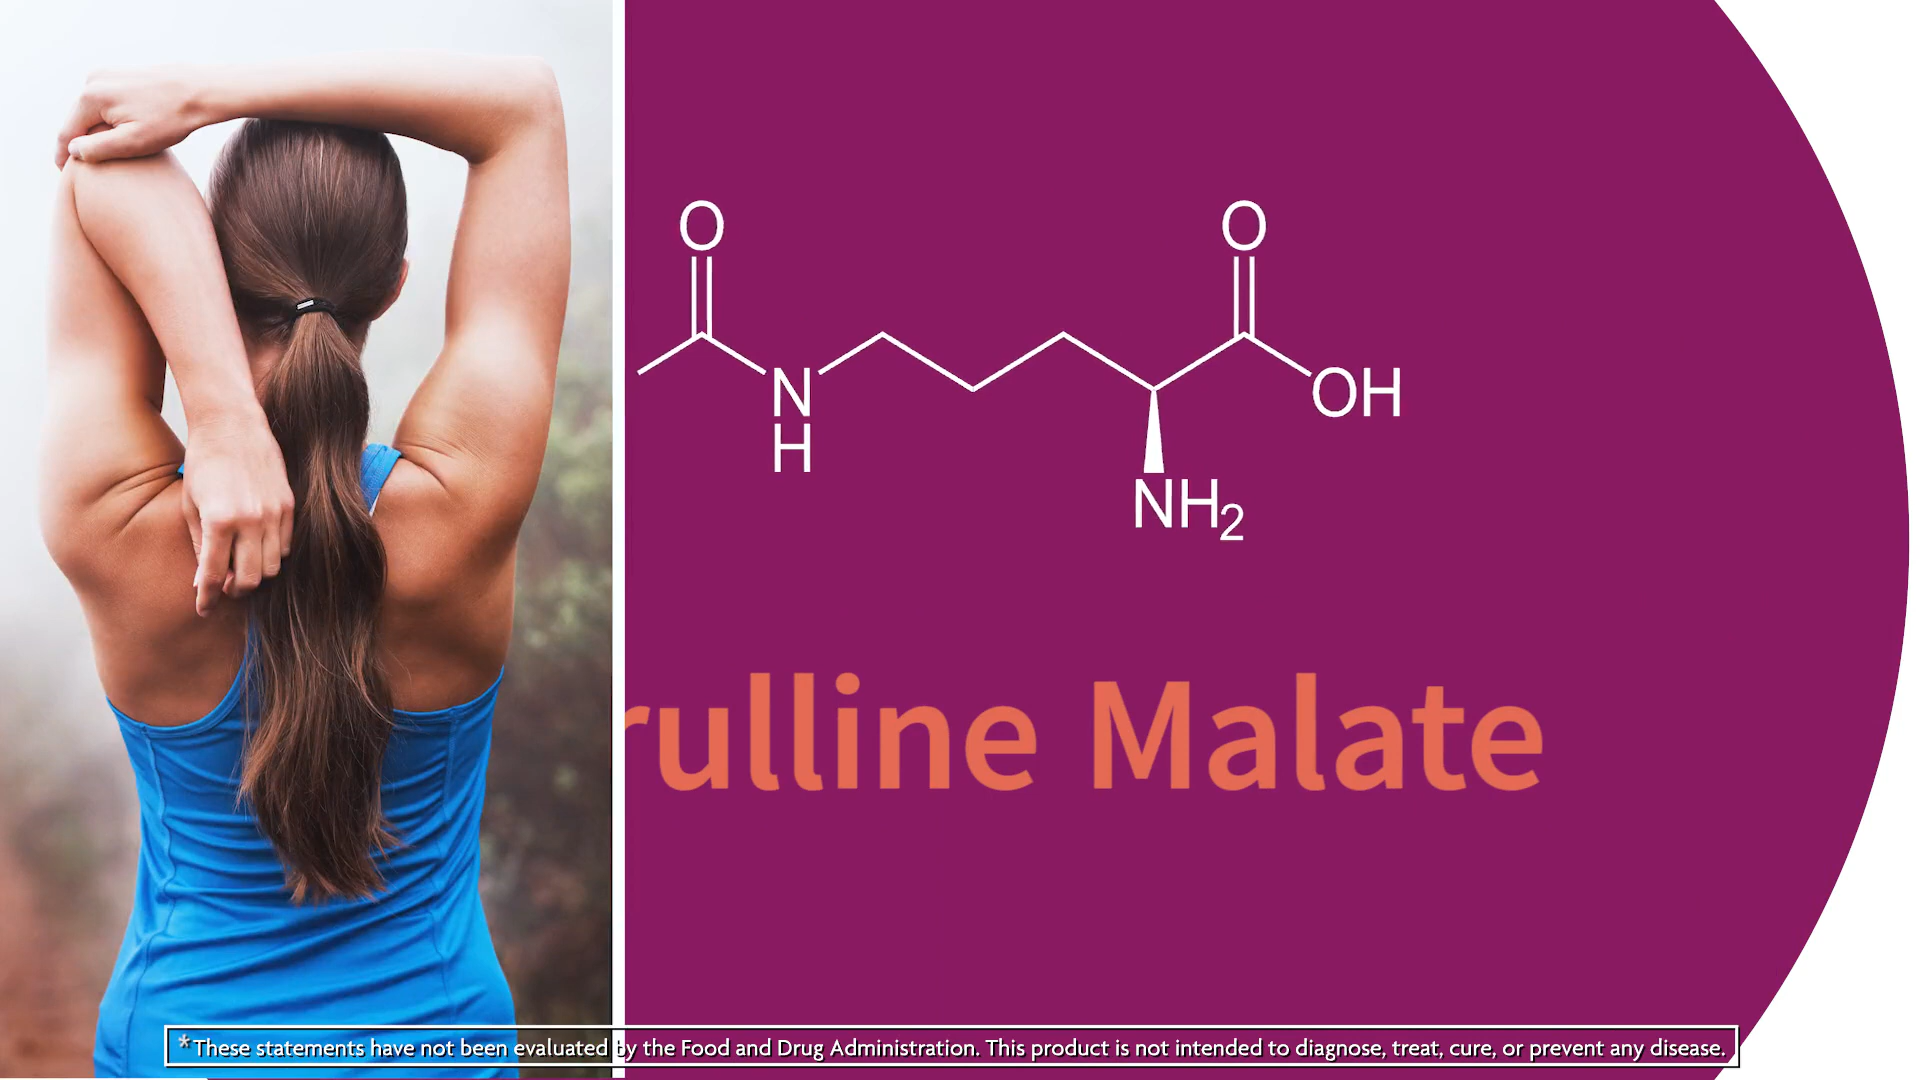 O O
N OH
H
NH2
rulline Malate
*These statements have not been evaluated by the Food and Drug Administration. This product is not intended to diagnose, treat, cure, or prevent any disease.